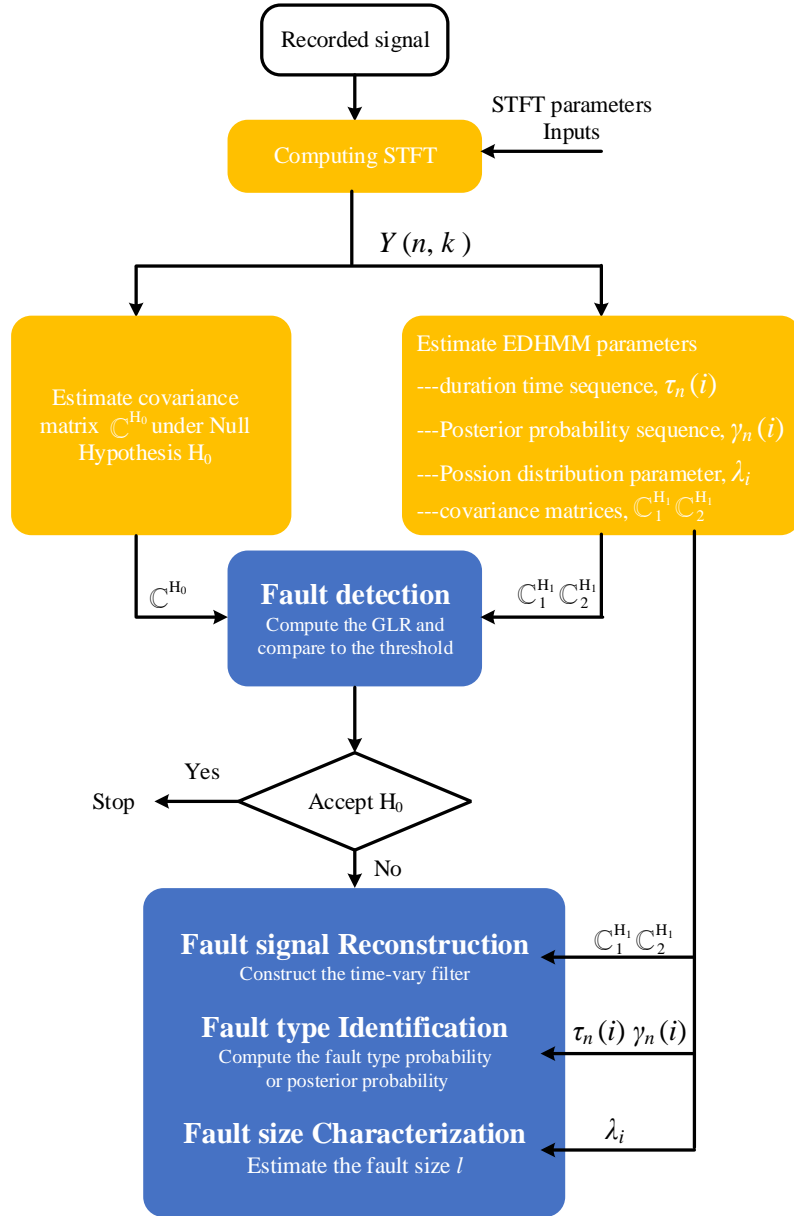 Recorded signal
STFT parameters
Inputs
Computing STFT
Y (n, k )
Estimate covariance
matrix ℂ^{H₀} under Null
Hypothesis H₀
Estimate EDHMM parameters
---duration time sequence, τₙ(i)
---Posterior probability sequence, γₙ(i)
---Possion distribution parameter, λᵢ
---covariance matrices, ℂ₁^{H₁} ℂ₂^{H₁}
ℂ^{H₀}
Fault detection
Compute the GLR and
compare to the threshold
ℂ₁^{H₁} ℂ₂^{H₁}
Yes
Stop
Accept H₀
No
Fault signal Reconstruction
Construct the time-vary filter
ℂ₁^{H₁} ℂ₂^{H₁}
Fault type Identification
Compute the fault type probability
or posterior probability
τₙ(i) γₙ(i)
Fault size Characterization
Estimate the fault size l
λᵢ